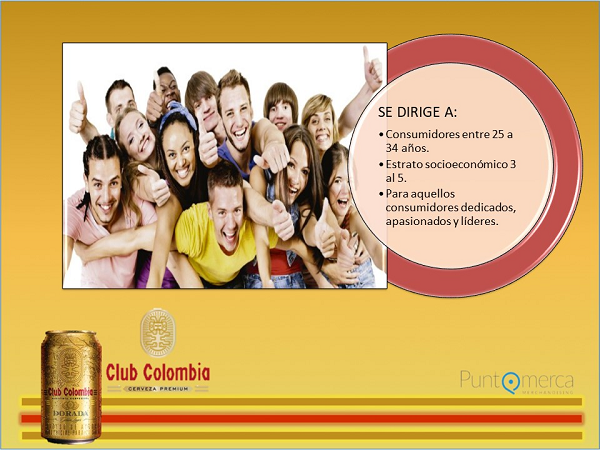 SE DIRIGE A:
•Consumidores entre 25 a
34 años.
•Estrato socioeconómico 3
al 5.
•Para aquellos
consumidores dedicados,
apasionados y líderes.
Club Colombia
CERVEZA PREMIUM
Club Colombia
DORADA
Puntomerca
MERCHANDISING